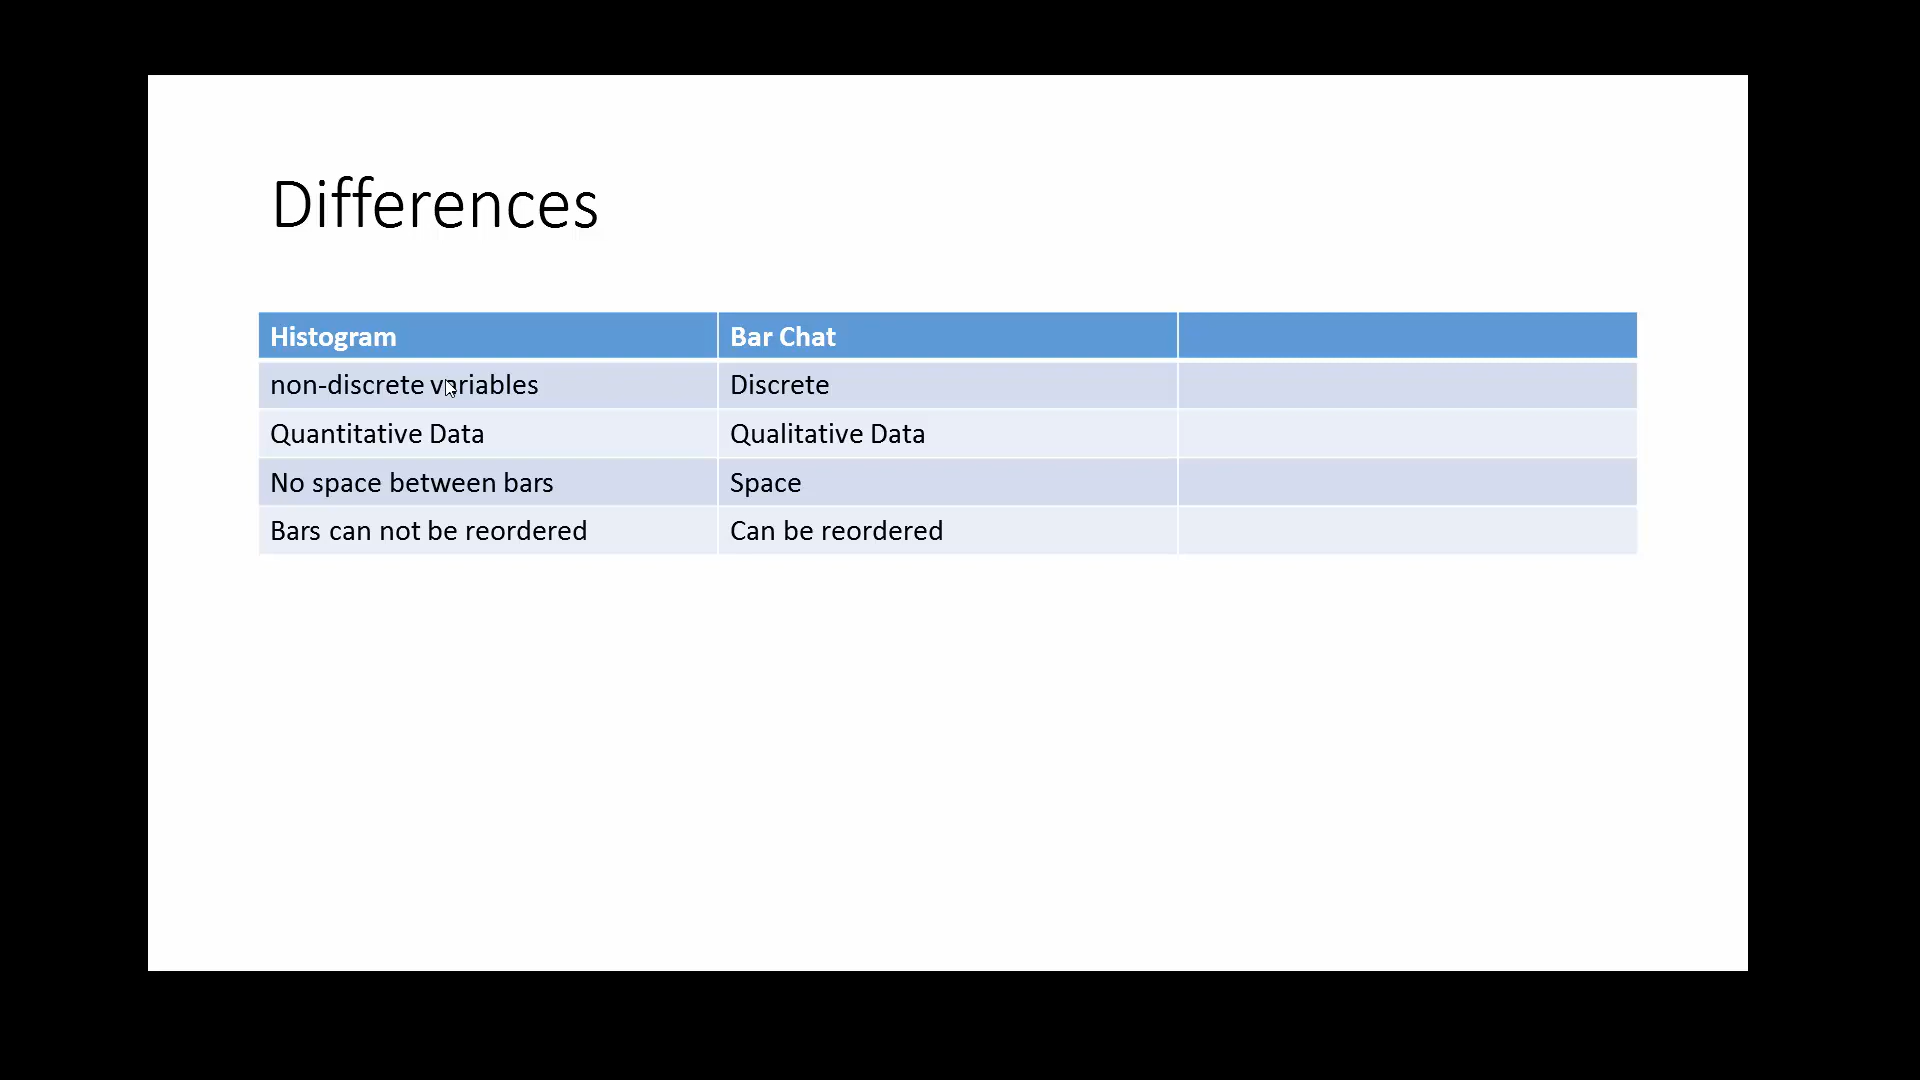 Differences
Histogram Bar Chat
non-discrete variables Discrete
Quantitative Data Qualitative Data
No space between bars Space
Bars can not be reordered Can be reordered